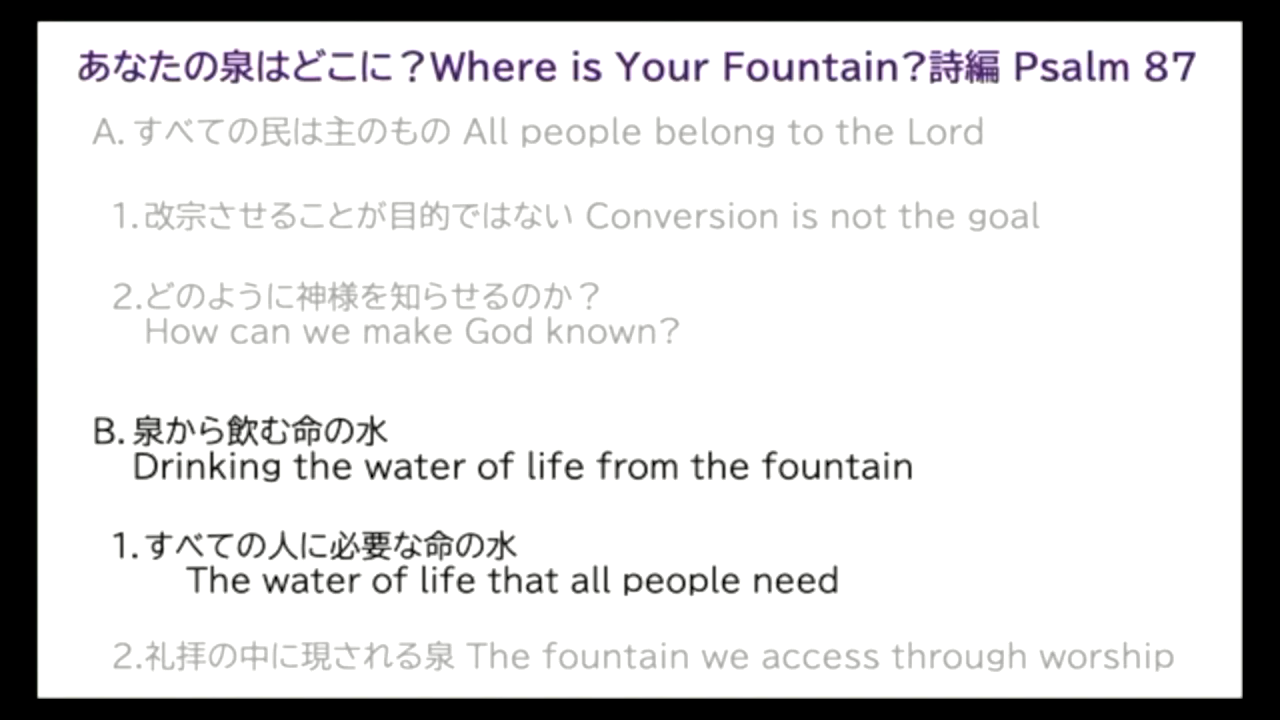 あなたの泉はどこに？Where is Your Fountain?詩編 Psalm 87
A. すべての民は主のもの All people belong to the Lord
1.改宗させることが目的ではない Conversion is not the goal
2.どのように神様を知らせるのか？
How can we make God known?
B. 泉から飲む命の水
Drinking the water of life from the fountain
1.すべての人に必要な命の水
The water of life that all people need
2.礼拝の中に現される泉 The fountain we access through worship